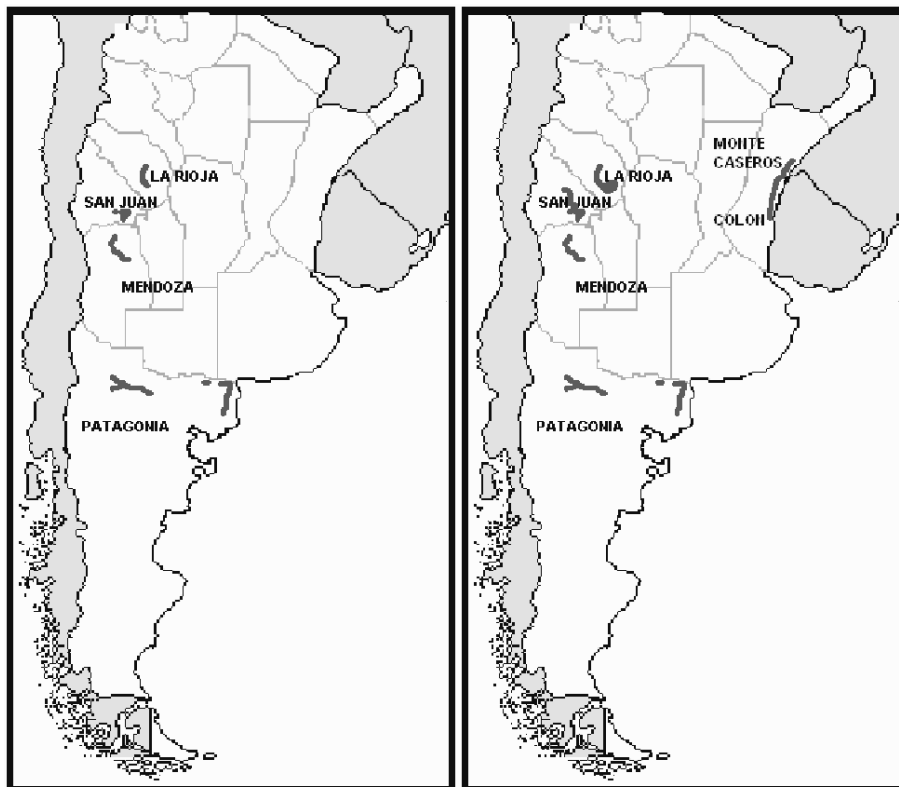 LA RIOJA
SAN JUAN
MENDOZA
PATAGONIA
MONTE
CASEROS
LA RIOJA
SAN JUAN
COLON
MENDOZA
PATAGONIA